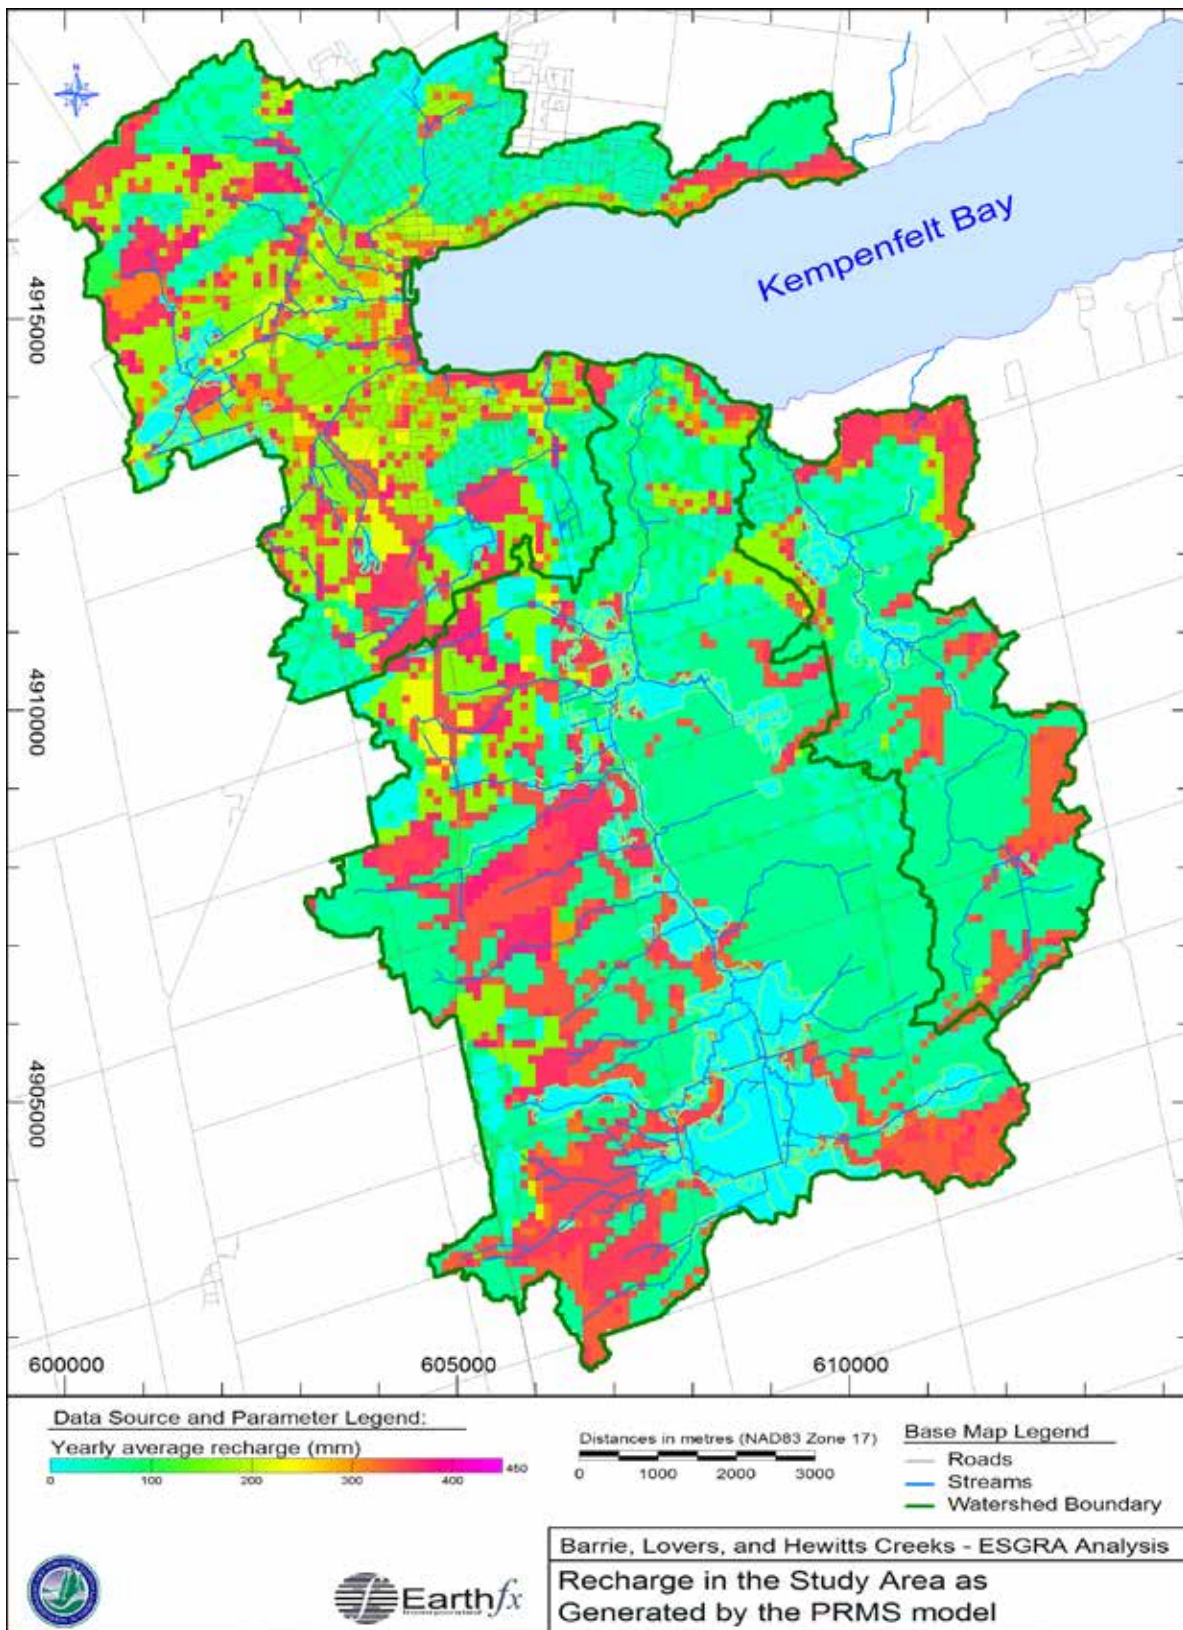 N
Kempenfelt Bay
4915000
4910000
4905000
600000
605000
610000
Data Source and Parameter Legend:
Yearly average recharge (mm)
0 100 200 300 400 450
Distances in metres (NAD83 Zone 17)
0 1000 2000 3000
Base Map Legend
Roads
Streams
Watershed Boundary
Earthfx
Incorporated
Barrie, Lovers, and Hewitts Creeks - ESGRA Analysis
Recharge in the Study Area as
Generated by the PRMS model